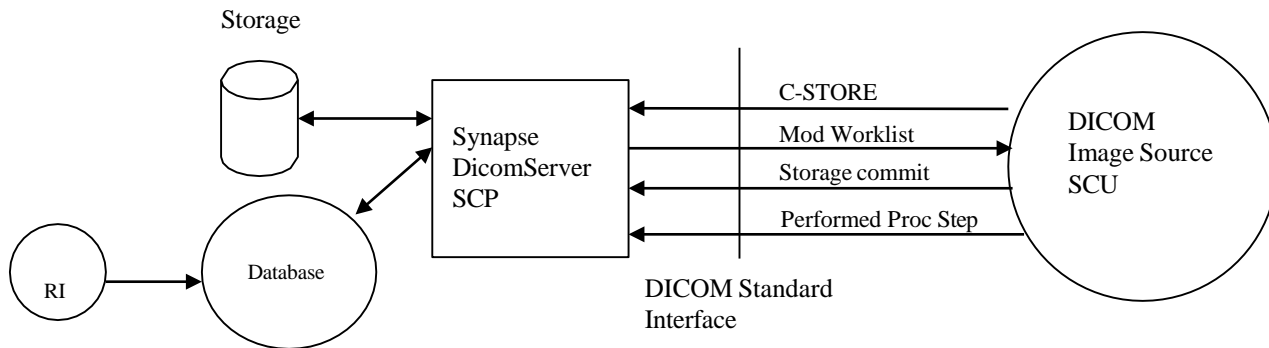 Storage
C-STORE
Synapse
DicomServer
SCP
Mod Worklist
Storage commit
Performed Proc Step
DICOM
Image Source
SCU
Database
RI
DICOM Standard
Interface